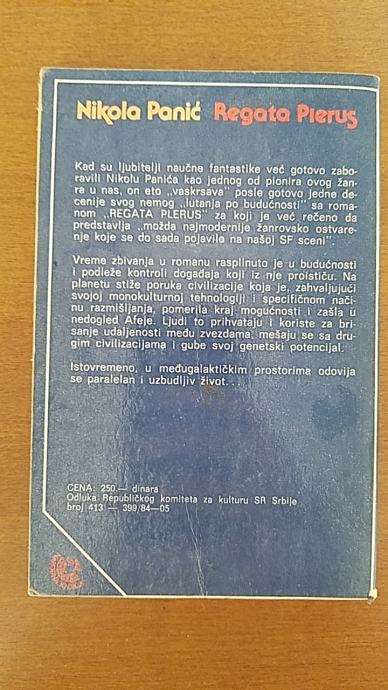 Nikola Panić Regata Plerus
Kad su ljubitelji naučne fantastike već gotovo zabo-
ravili Nikolu Panića kao jednog od pionira ovog žan-
ra u nas, on eto „vaskrsava" posle gotovo jedne de-
cenije svog nemog „lutanja po budućnosti" sa roma-
nom „REGATA PLERUS" za koji je već rečeno da
predstavlja „možda najmodernije žanrovsko ostvare-
nje koje se do sada pojavilo na našoj SF sceni".
Vreme zbivanja u romanu rasplinuto je u budućnosti
i podleže kontroli događaja koji iz nje proističu. Na
planetu stiže poruka civilizacije koja je, zahvaljujući
svojoj monokulturnoj tehnologiji i specifičnom nači-
nu razmišljanja, pomerila kraj mogućnosti i zašla u
nedogled Afeje. Ljudi to prihvataju i koriste za bri-
sanje udaljenosti među zvezdama, mešaju se sa dru-
gim civilizacijama i gube svoj genetski potencijal.
Istovremeno, u međugalaktičkim prostorima odovija
se paralelan i uzbudljiv život. .
CENA: 250.— dinara
Odluka Republičkog komiteta za kulturu SR Srbije
broj 413 — 399/84—05